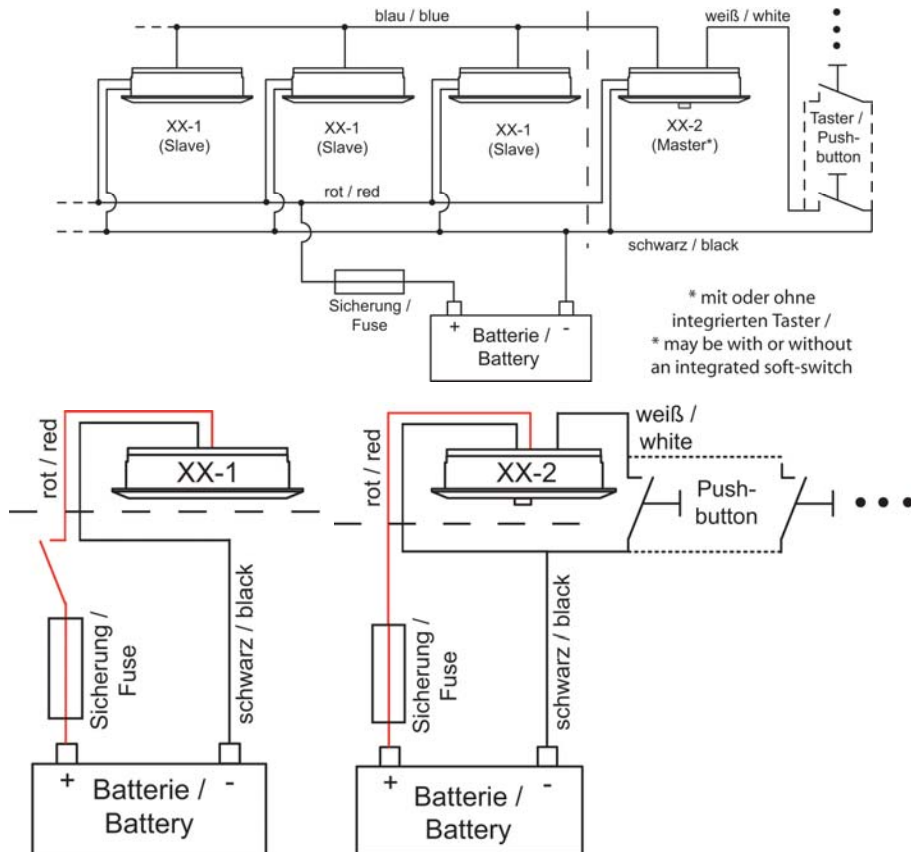 blau / blue
weiß / white
XX-1
(Slave)
XX-1
(Slave)
XX-1
(Slave)
XX-2
(Master*)
Taster /
Push-
button
rot / red
schwarz / black
Sicherung /
Fuse
+
-
Batterie /
Battery
* mit oder ohne
integrierten Taster /
* may be with or without
an integrated soft-switch
rot / red
XX-1
Sicherung /
Fuse
schwarz / black
+
-
Batterie /
Battery
rot / red
XX-2
weiß /
white
Push-
button
Sicherung /
Fuse
schwarz / black
+
-
Batterie /
Battery